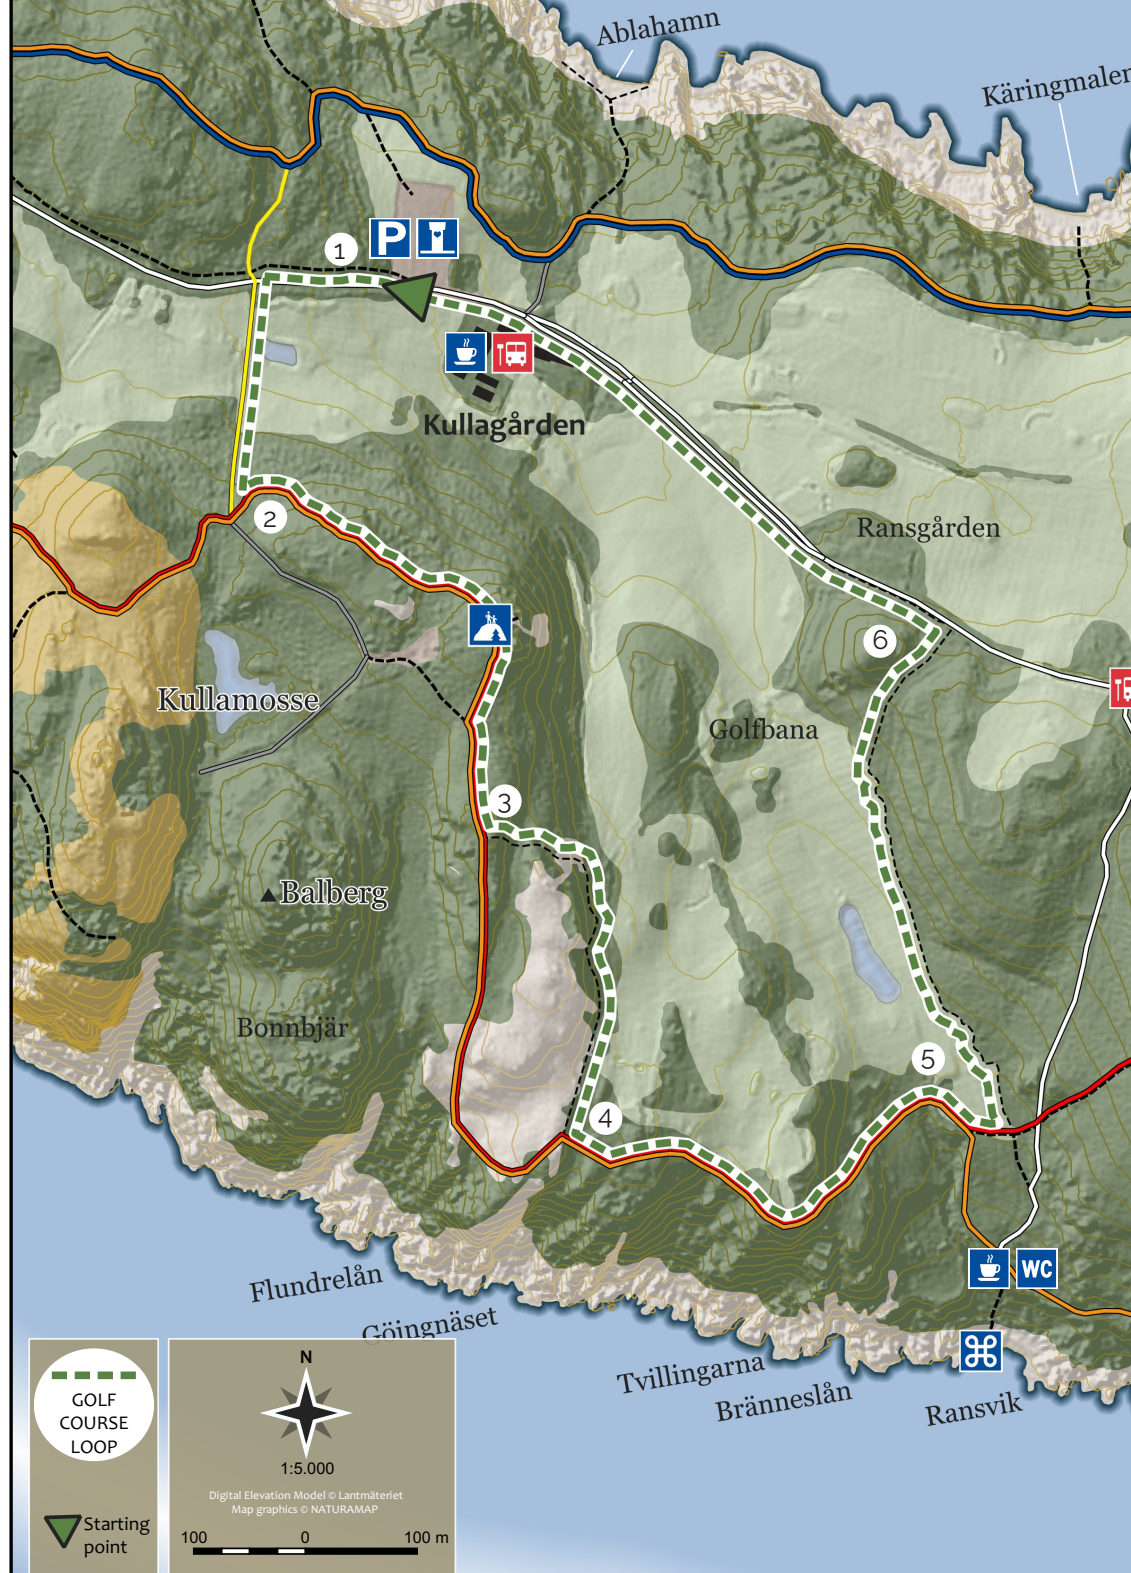 Ablahamn
Käringmalen
1
P
Kullagården
2
Ransgården
6
Kullamosse
Golfbana
3
Balberg
Bonnbjär
5
4
WC
Flundrelån
Göingnäset
Tvillingarna
Bränneslån
Ransvik
GOLF
COURSE
LOOP
Starting
point
N
1:5.000
Digital Elevation Model © Lantmäteriet
Map graphics © NATURAMAP
100 0 100 m